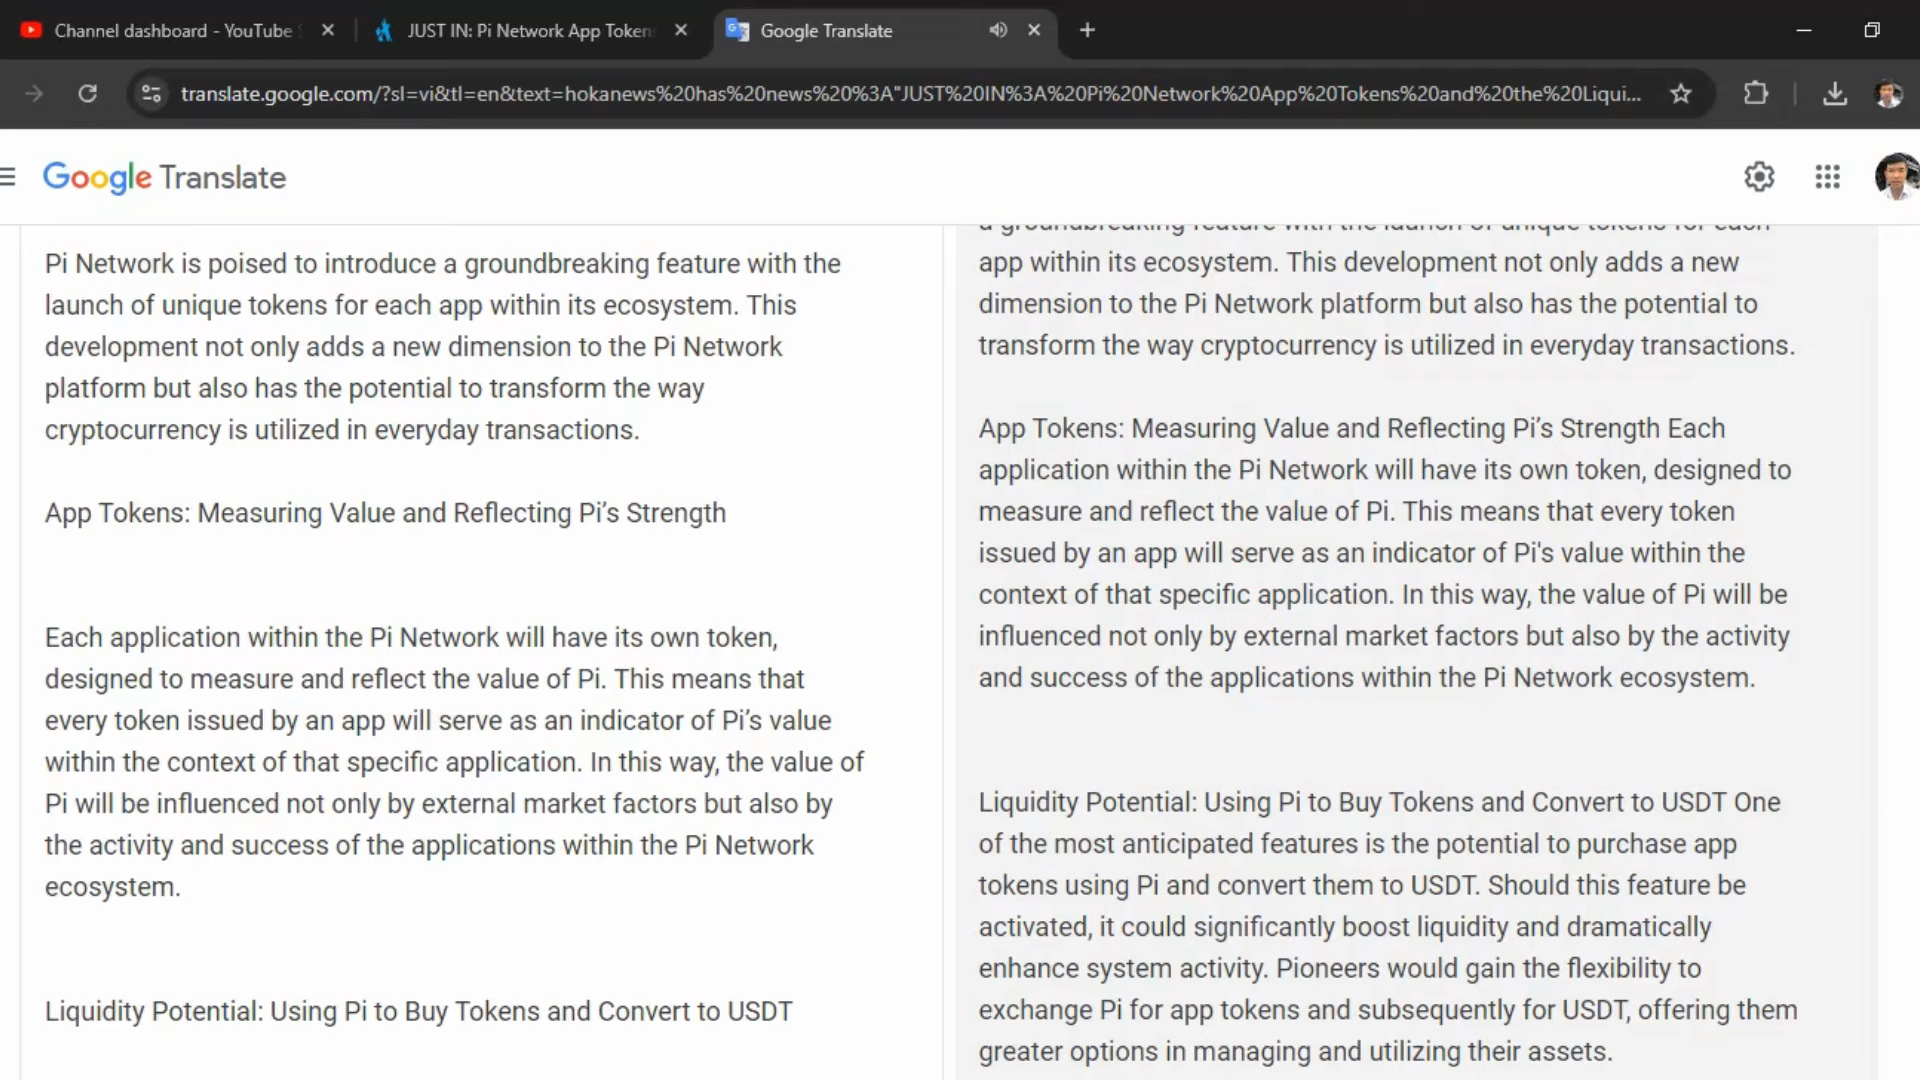 Channel dashboard - YouTube S
JUST IN: Pi Network App Token
Google Translate
translate.google.com/?sl=vi&tl=en&text=hokanews%20has%20news%20%3A"JUST%20IN%3A%20Pi%20Network%20App%20Tokens%20and%20the%20Liqui...
Google Translate
Pi Network is poised to introduce a groundbreaking feature with the
launch of unique tokens for each app within its ecosystem. This
development not only adds a new dimension to the Pi Network
platform but also has the potential to transform the way
cryptocurrency is utilized in everyday transactions.
App Tokens: Measuring Value and Reflecting Pi’s Strength
Each application within the Pi Network will have its own token,
designed to measure and reflect the value of Pi. This means that
every token issued by an app will serve as an indicator of Pi’s value
within the context of that specific application. In this way, the value of
Pi will be influenced not only by external market factors but also by
the activity and success of the applications within the Pi Network
ecosystem.
Liquidity Potential: Using Pi to Buy Tokens and Convert to USDT
a groundbreaking feature with the launch of unique tokens for each
app within its ecosystem. This development not only adds a new
dimension to the Pi Network platform but also has the potential to
transform the way cryptocurrency is utilized in everyday transactions.
App Tokens: Measuring Value and Reflecting Pi’s Strength Each
application within the Pi Network will have its own token, designed to
measure and reflect the value of Pi. This means that every token
issued by an app will serve as an indicator of Pi's value within the
context of that specific application. In this way, the value of Pi will be
influenced not only by external market factors but also by the activity
and success of the applications within the Pi Network ecosystem.
Liquidity Potential: Using Pi to Buy Tokens and Convert to USDT One
of the most anticipated features is the potential to purchase app
tokens using Pi and convert them to USDT. Should this feature be
activated, it could significantly boost liquidity and dramatically
enhance system activity. Pioneers would gain the flexibility to
exchange Pi for app tokens and subsequently for USDT, offering them
greater options in managing and utilizing their assets.